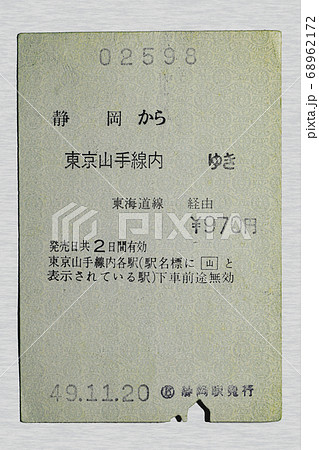 02598
静岡から
東京山手線内 ゆき
東海道線 経由
¥970円
発売日共2日間有効
東京山手線内各駅(駅名標に山と
表示されている駅)下車前途無効
49.11.20 静岡駅発行
PIXTA
pixta.jp - 68962172